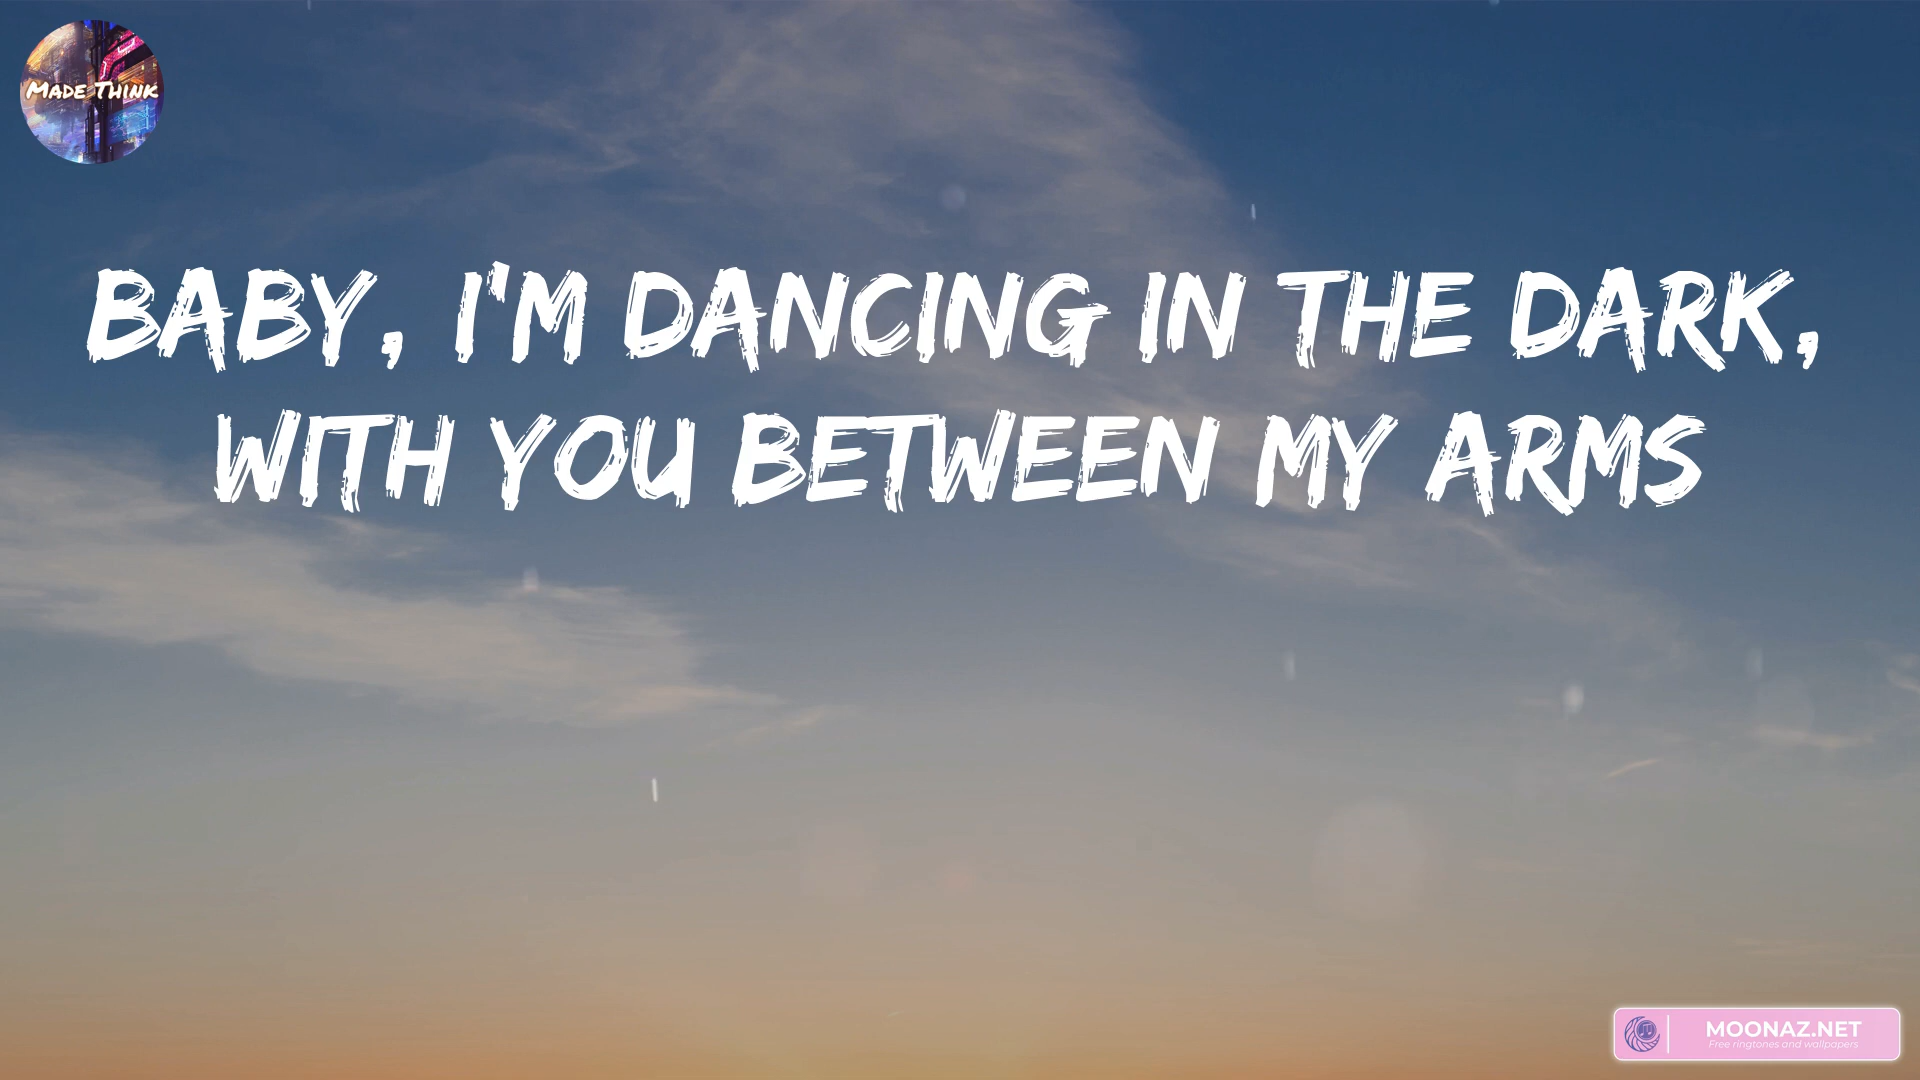 MADE THINK
BABY, I'M DANCING IN THE DARK,
WITH YOU BETWEEN MY ARMS
MOONAZ.NET
Free ringtones and wallpapers